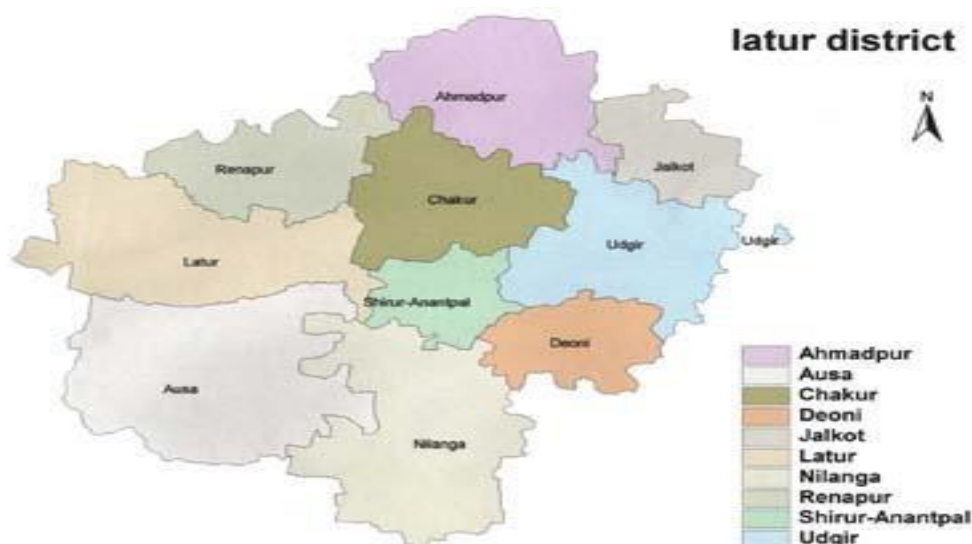 latur district
N
Ahmadpur
Jalkot
Renapur
Chakur
Udgir
Udgir
Latur
Shirur-Anantpal
Deoni
Ausa
Nilanga
Ahmadpur
Ausa
Chakur
Deoni
Jalkot
Latur
Nilanga
Renapur
Shirur-Anantpal
Udgir